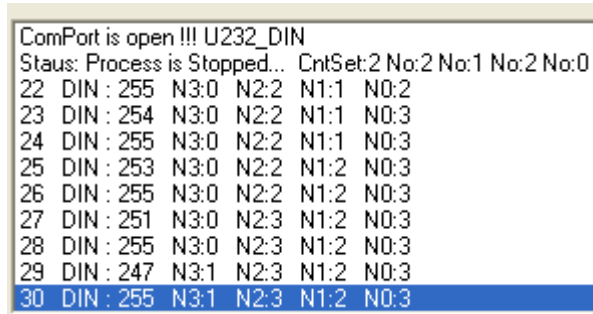 ComPort is open !!! U232_DIN
Staus: Process is Stopped... CntSet:2 No:2 No:1 No:2 No:0
22 DIN : 255 N3:0 N2:2 N1:1 N0:2
23 DIN : 254 N3:0 N2:2 N1:1 N0:3
24 DIN : 255 N3:0 N2:2 N1:1 N0:3
25 DIN : 253 N3:0 N2:2 N1:2 N0:3
26 DIN : 255 N3:0 N2:2 N1:2 N0:3
27 DIN : 251 N3:0 N2:3 N1:2 N0:3
28 DIN : 255 N3:0 N2:3 N1:2 N0:3
29 DIN : 247 N3:1 N2:3 N1:2 N0:3
30 DIN : 255 N3:1 N2:3 N1:2 N0:3